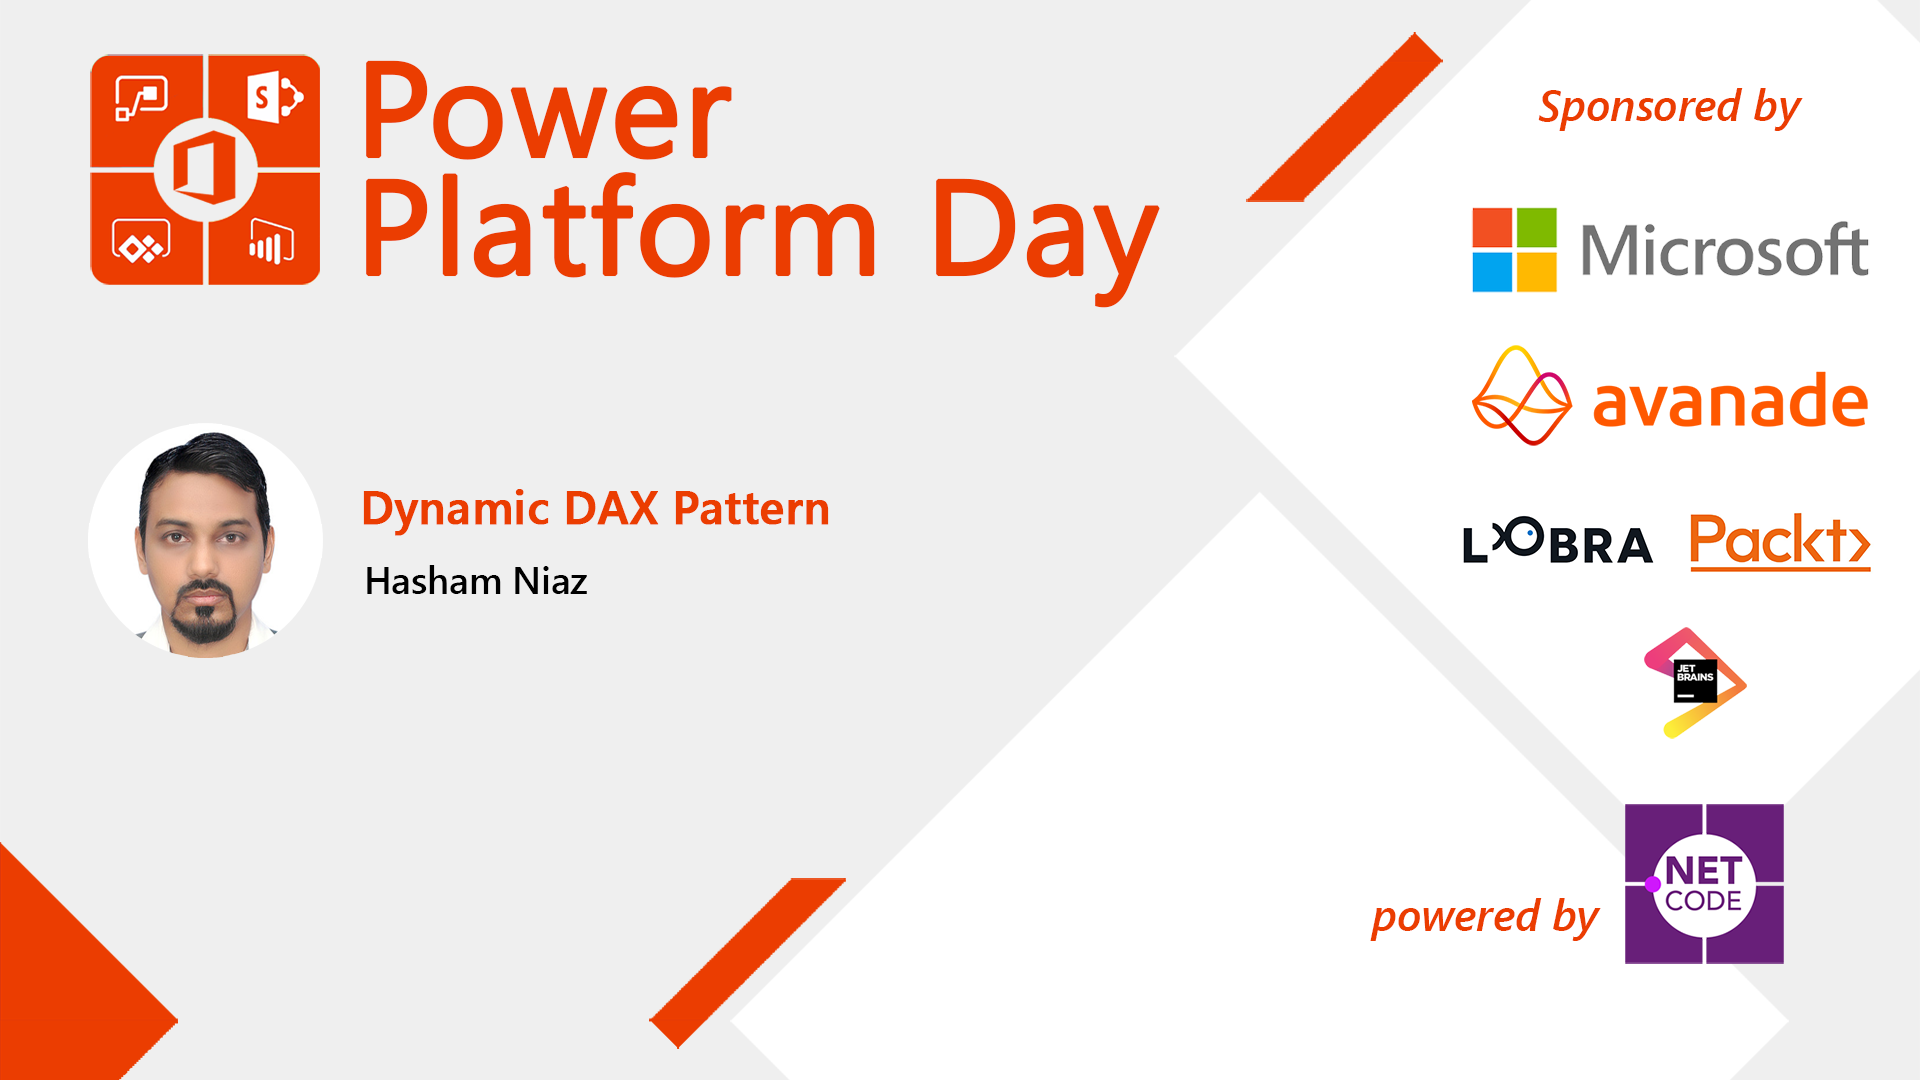 Power
Platform Day
S
Dynamic DAX Pattern
Hasham Niaz
Sponsored by
Microsoft
avanade
LOBRA
Packt
JET
BRAINS
powered by
.NET
CODE